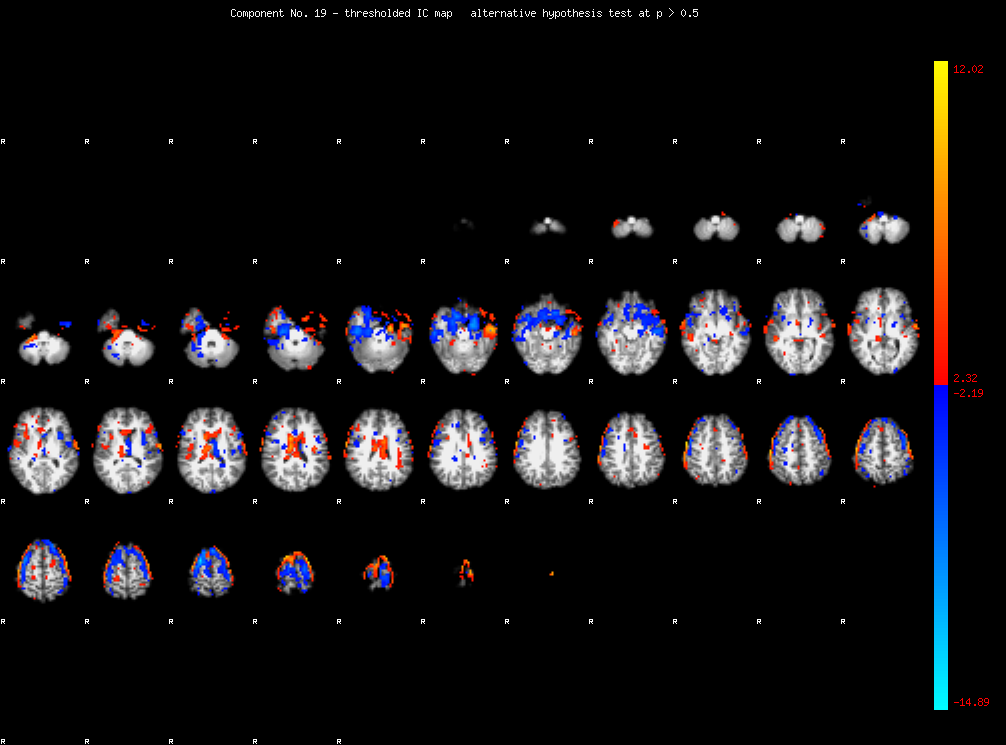 Component No. 19 - thresholded IC map   alternative hypothesis test at p > 0.5
12.02
R R R R R R R R R R R
R R R R R R R R R R R
2.32
R R R R R R R R R R R
-2.19
R R R R R R R R R R R
R R R R R R R R R R R
-14.89
R R R R R